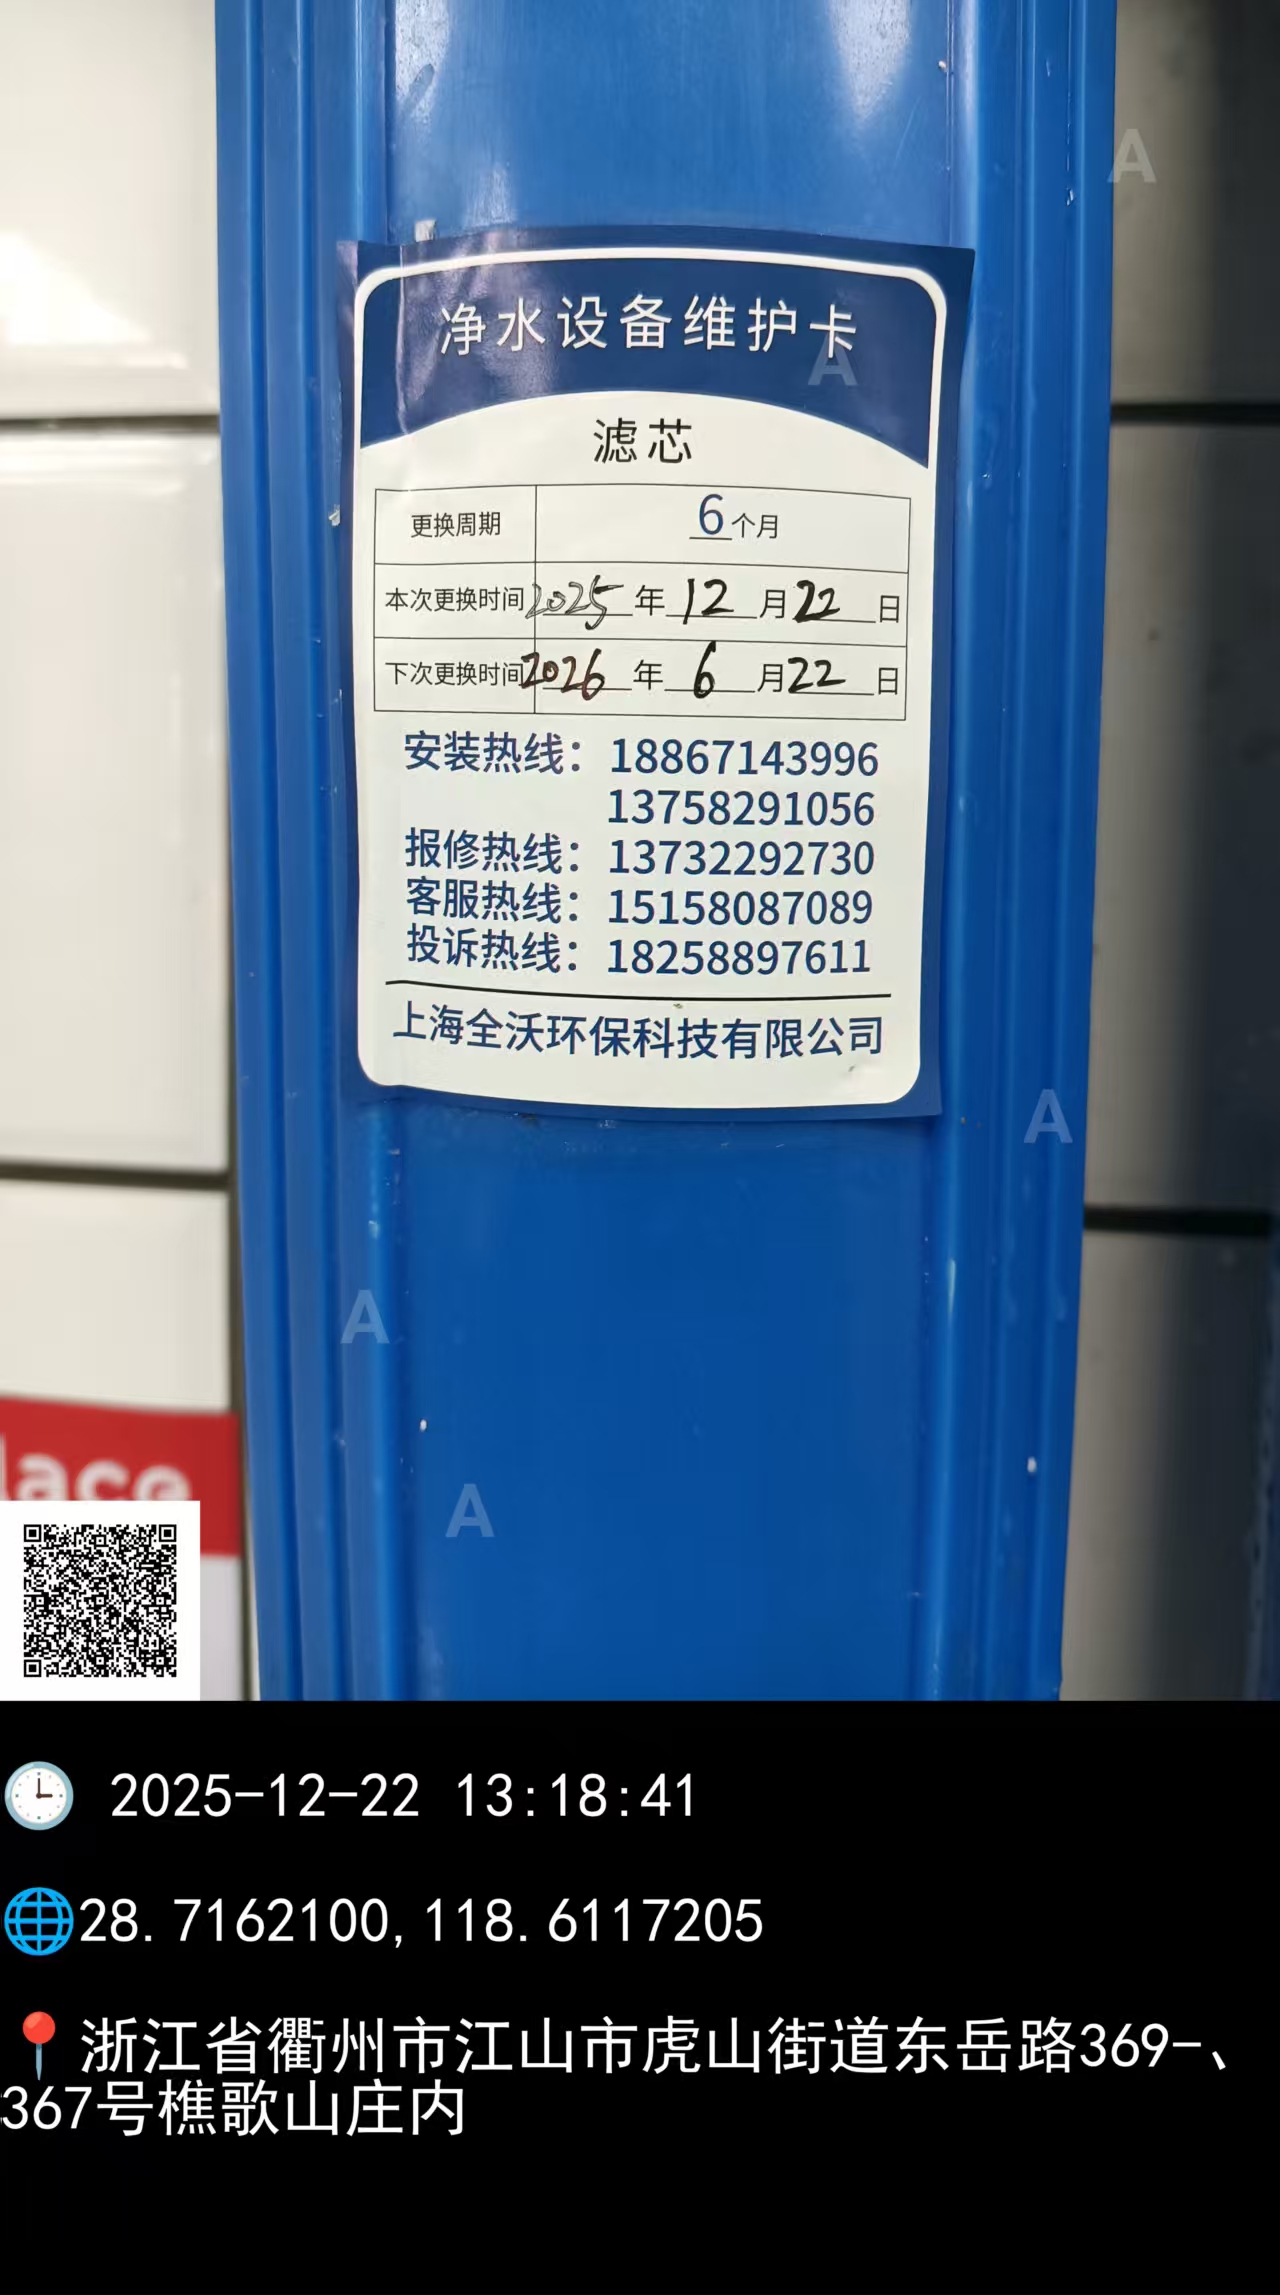 净水设备维护卡
滤芯
更换周期 6个月
本次更换时间 2025年12月22日
下次更换时间 2026年6月22日
安装热线：18867143996
13758291056
报修热线：13732292730
客服热线：15158087089
投诉热线：18258897611
上海全沃环保科技有限公司
lace
A
A
A
A
A
2025-12-22 13:18:41
28.7162100,118.6117205
浙江省衢州市江山市虎山街道东岳路369-、
367号樵歌山庄内